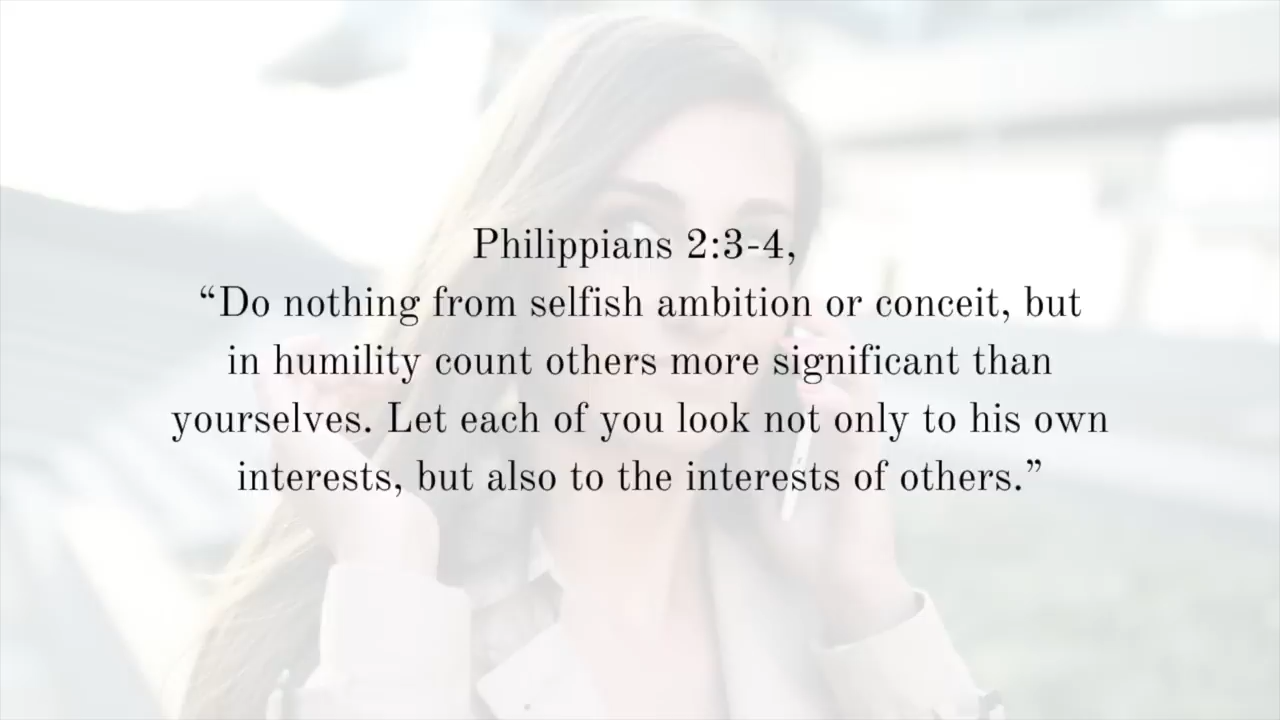 Philippians 2:3-4,
“Do nothing from selfish ambition or conceit, but
in humility count others more significant than
yourselves. Let each of you look not only to his own
interests, but also to the interests of others.”